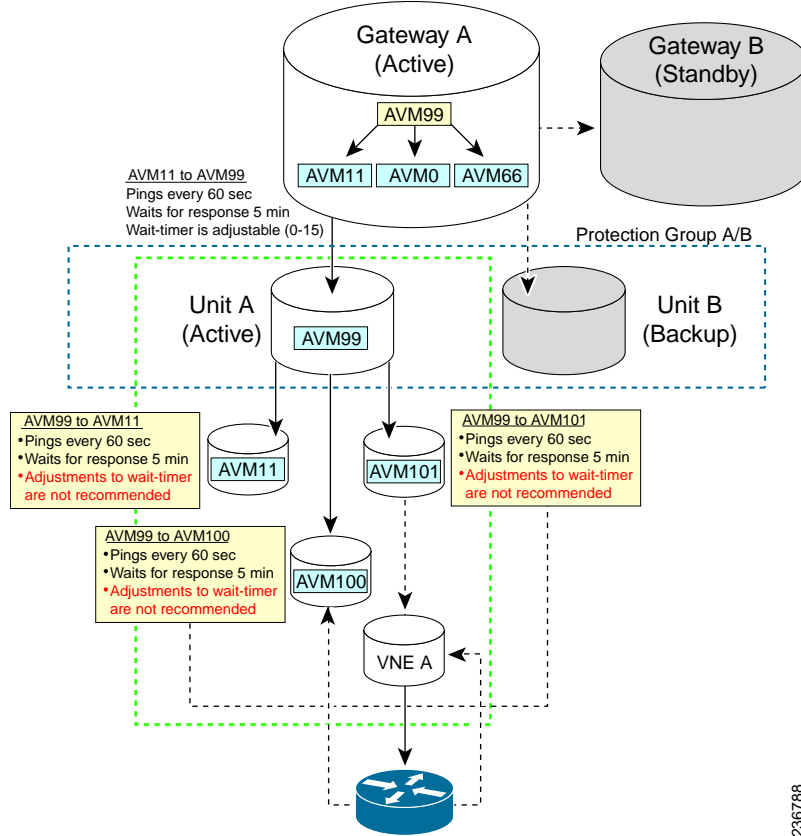 Gateway A
(Active)
Gateway B
(Standby)
AVM99
AVM11
AVM0
AVM66
AVM11 to AVM99
Pings every 60 sec
Waits for response 5 min
Wait-timer is adjustable (0-15)
Protection Group A/B
Unit A
(Active)
AVM99
Unit B
(Backup)
AVM99 to AVM11
•Pings every 60 sec
•Waits for response 5 min
•Adjustments to wait-timer
are not recommended
AVM11
AVM101
AVM99 to AVM101
•Pings every 60 sec
•Waits for response 5 min
•Adjustments to wait-timer
are not recommended
AVM99 to AVM100
•Pings every 60 sec
•Waits for response 5 min
•Adjustments to wait-timer
are not recommended
AVM100
VNE A
236788